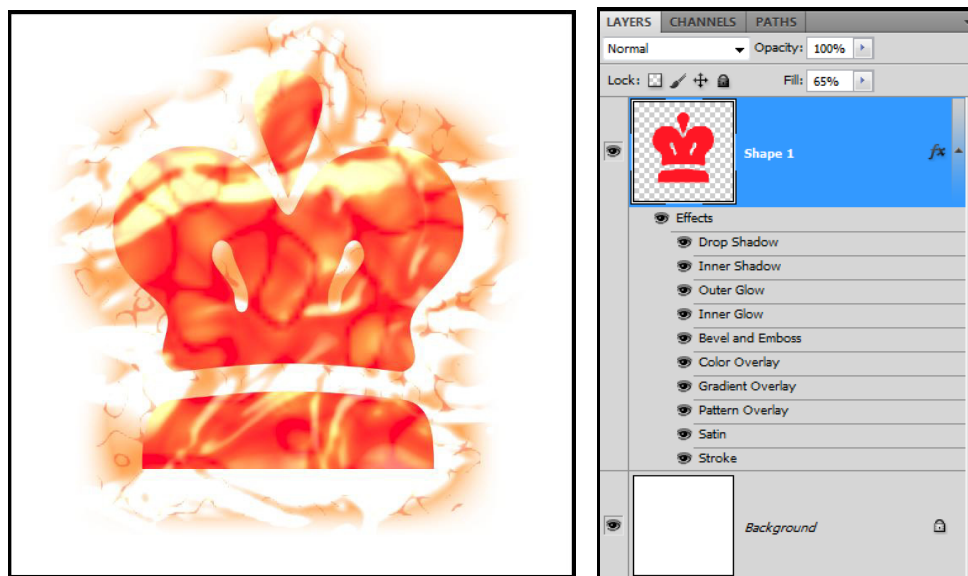 LAYERS CHANNELS PATHS
Normal Opacity: 100%
Lock: Fill: 65%
Shape 1 fx
Effects
Drop Shadow
Inner Shadow
Outer Glow
Inner Glow
Bevel and Emboss
Color Overlay
Gradient Overlay
Pattern Overlay
Satin
Stroke
Background